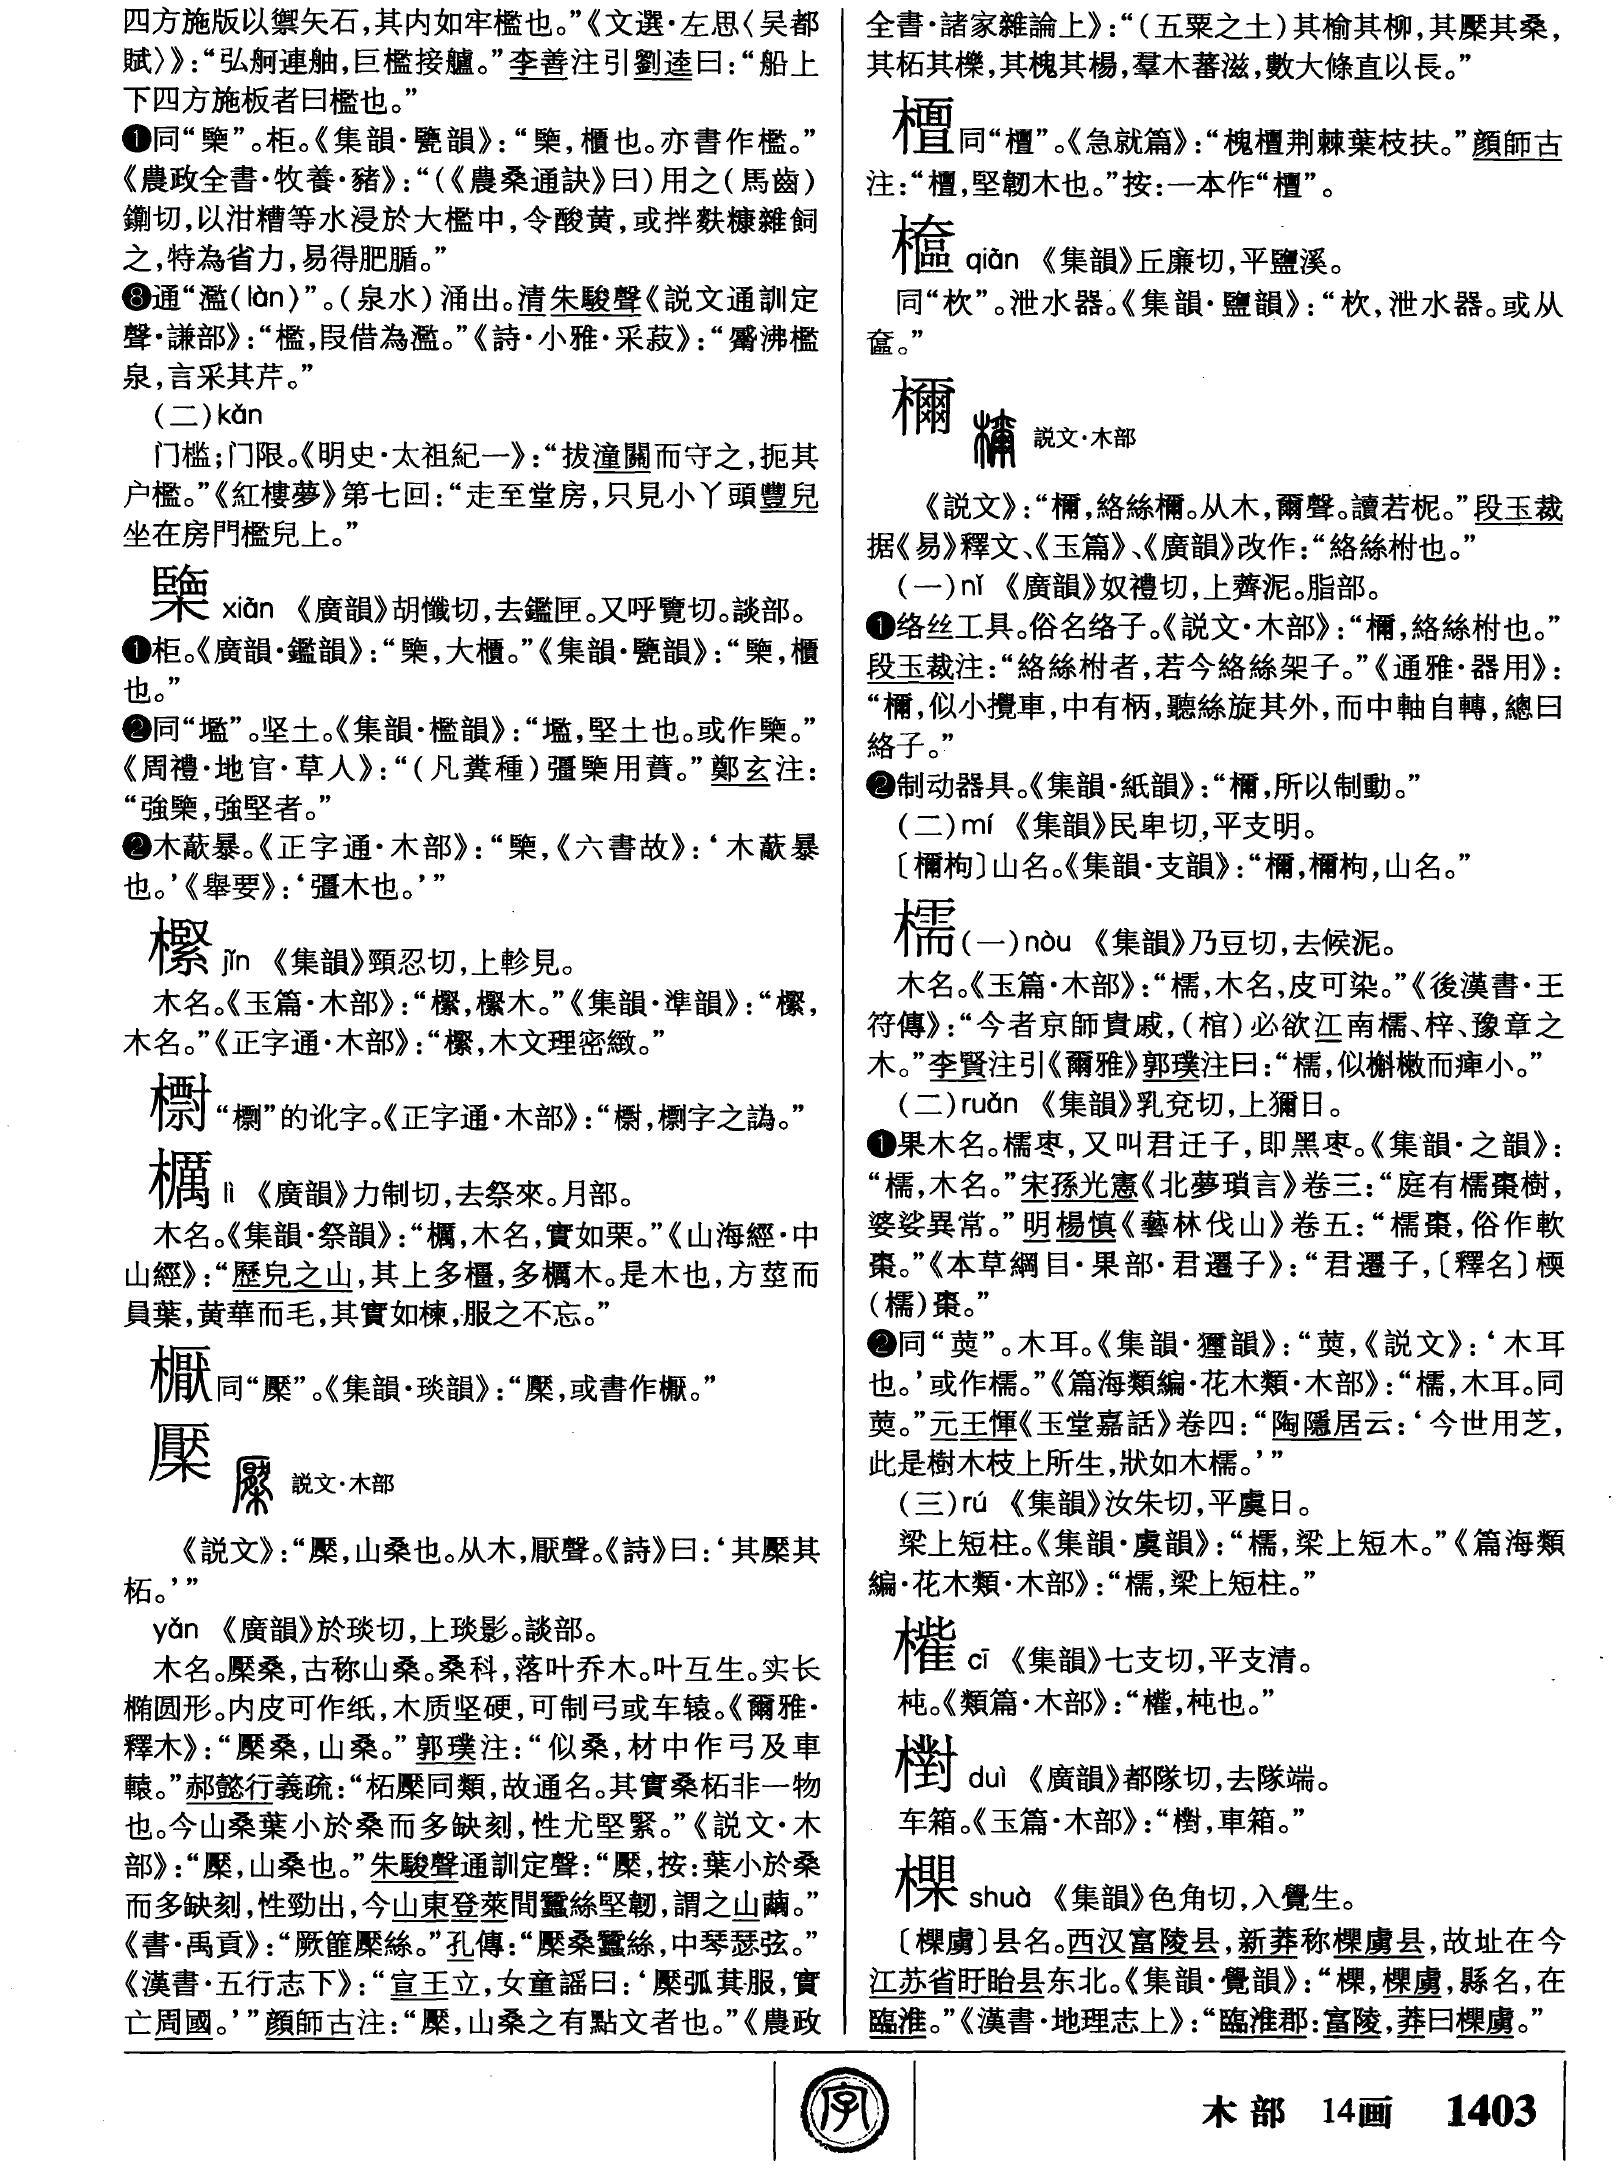 四方施版以禦矢石，其内如牢檻也。”《文選·左思〈吴都
賦〉》：“弘舸連舳，巨檻接艫。”李善注引劉逵曰：“船上
下四方施板者曰檻也。”
❶同“㯺”。柜。《集韻·㽉韻》：“㯺，櫃也。亦書作檻。”
《農政全書·牧養·豬》：“（《農桑通訣》曰）用之（馬齒）
鍘切，以泔糟等水浸於大檻中，令酸黄，或拌麩糠雜飼
之，特為省力，易得肥腯。”
❽通“濫(làn)”。（泉水）涌出。清朱駿聲《説文通訓定
聲·謙部》：“檻，叚借為濫。”《詩·小雅·采菽》：“觱沸檻
泉，言采其芹。”
（二）kǎn
门槛；门限。《明史·太祖紀一》：“拔潼關而守之，扼其
户檻。”《紅樓夢》第七回：“走至堂房，只見小丫頭豐兒
坐在房門檻兒上。”
㯺 xiàn 《廣韻》胡懺切，去鑑匣。又呼覽切。談部。
❶柜。《廣韻·鑑韻》：“㯺，大櫃。”《集韻·㽉韻》：“㯺，櫃
也。”
❷同“壏”。坚土。《集韻·檻韻》：“壏，堅土也。或作㯺。”
《周禮·地官·草人》：“（凡糞種）彊㯺用蕡。”鄭玄注：
“強㯺，強堅者。”
❷木㱿暴。《正字通·木部》：“㯺，《六書故》：‘木㱿暴
也。’《舉要》：‘彊木也。’”
㯸 jǐn 《集韻》頸忍切，上軫見。
木名。《玉篇·木部》：“㯸，㯸木。”《集韻·準韻》：“㯸，
木名。”《正字通·木部》：“㯸，木文理密緻。”
“㯹”的讹字。《正字通·木部》：
櫔 lì 《廣韻》力制切，去祭來。月部。
木名。《集韻·祭韻》：“櫔，木名，實如栗。”《山海經·中
山經》：“歷兒之山，其上多橿，多櫔木。是木也，方莖而
員葉，黄華而毛，其實如楝，服之不忘。”
㯌同“檿”。《集韻·琰韻》：“檿，或書作㯌。”
檿 説文·木部
《説文》：“檿，山桑也。从木，厭聲。《詩》曰：‘其檿其
柘。’”
yǎn 《廣韻》於琰切，上琰影。談部。
木名。檿桑，古称山桑。桑科，落叶乔木。叶互生。实长
椭圆形。内皮可作纸，木质坚硬，可制弓或车辕。《爾雅·
釋木》：“檿桑，山桑。”郭璞注：“似桑，材中作弓及車
轅。”郝懿行義疏：“柘檿同類，故通名。其實桑柘非一物
也。今山桑葉小於桑而多缺刻，性尤堅緊。”《説文·木
部》：“檿，山桑也。”朱駿聲通訓定聲：“檿，按：葉小於桑
而多缺刻，性勁出，今山東登萊間蠶絲堅韌，謂之山繭。”
《書·禹貢》：“厥篚檿絲。”孔傳：“檿桑蠶絲，中琴瑟弦。”
《漢書·五行志下》：“宣王立，女童謡曰：‘檿弧萁服，實
亡周國。’”顔師古注：“檿，山桑之有點文者也。”《農政
全書·諸家雜論上》：“（五粟之土）其榆其柳，其檿其桑，
其柘其櫟，其槐其楊，羣木蕃滋，數大條直以長。”
同“檀”。《急就篇》：“槐檀荆棘葉枝扶。”顔師古
注：“檀，堅韌木也。”按：一本作“檀”。
qiān 《集韻》丘廉切，平鹽溪。
同“杴”。泄水器。《集韻·鹽韻》：“杴，泄水器。或从
奩。”
檷 説文·木部
《説文》：“檷，絡絲檷。从木，爾聲。讀若柅。”段玉裁
据《易》釋文、《玉篇》、《廣韻》改作：“絡絲柎也。”
（一）nǐ 《廣韻》奴禮切，上薺泥。脂部。
❶络丝工具。俗名络子。《説文·木部》：“檷，絡絲柎也。”
段玉裁注：“絡絲柎者，若今絡絲架子。”《通雅·器用》：
“檷，似小攪車，中有柄，聽絲旋其外，而中軸自轉，總曰
絡子。”
❷制动器具。《集韻·紙韻》：“檷，所以制動。”
（二）mí 《集韻》民卑切，平支明。
〔檷枸〕山名。《集韻·支韻》：“檷，檷枸，山名。”
檽（一）nòu 《集韻》乃豆切，去候泥。
木名。《玉篇·木部》：“檽，木名，皮可染。”《後漢書·王
符傳》：“今者京師貴戚，（棺）必欲江南檽、梓、豫章之
木。”李賢注引《爾雅》郭璞注曰：“檽，似槲樕而庳小。”
（二）ruǎn 《集韻》乳兗切，上獮日。
❶果木名。檽枣，又叫君迁子，即黑枣。《集韻·之韻》：
“檽，木名。”宋孫光憲《北夢瑣言》卷三：“庭有檽棗樹，
婆娑異常。”明楊慎《藝林伐山》卷五：“檽棗，俗作軟
棗。”《本草綱目·果部·君遷子》：“君遷子，〔釋名〕㮕
（檽）棗。”
❷同“䓴”。木耳。《集韻·獮韻》：“䓴，《説文》：‘木耳
也。’或作檽。”《篇海類編·花木類·木部》：“檽，木耳。同
䓴。”元王惲《玉堂嘉話》卷四：“陶隱居云：‘今世用芝，
此是樹木枝上所生，狀如木檽。’”
（三）rú 《集韻》汝朱切，平虞日。
梁上短柱。《集韻·虞韻》：“檽，梁上短木。”《篇海類
編·花木類·木部》：“檽，梁上短柱。”
cī 《集韻》七支切，平支清。
杶。《類篇·木部》：
㯞 duì 《廣韻》都隊切，去隊端。
车箱。《玉篇·木部》：“㯞，車箱。”
shuò 《集韻》色角切，入覺生。
县名。西汉富陵县，新莽称㯟虜县，故址在今
江苏省盱眙县东北。《集韻·覺韻》：“㯟，㯟虜，縣名，在
臨淮。”《漢書·地理志上》：“臨淮郡：富陵，莽曰㯟虜。”
字
木部 14画 1403